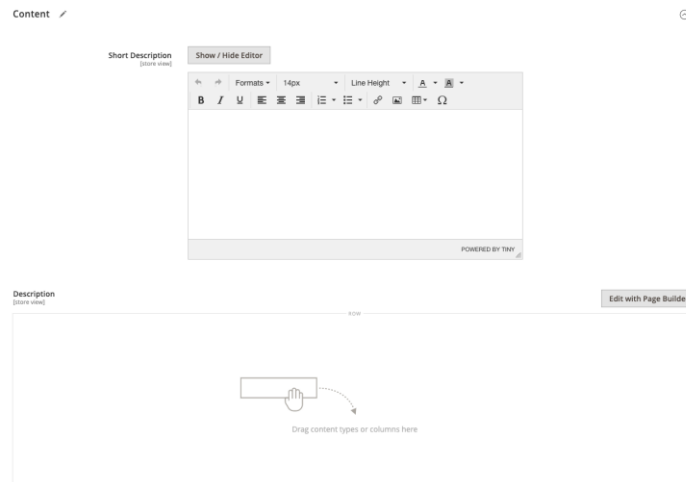 Content
Short Description
[store view]
Show / Hide Editor
Formats
14px
Line Height
A
A
B I U
Ω
POWERED BY TINY
Description
[store view]
Edit with Page Builde
ROW
Drag content types or columns here